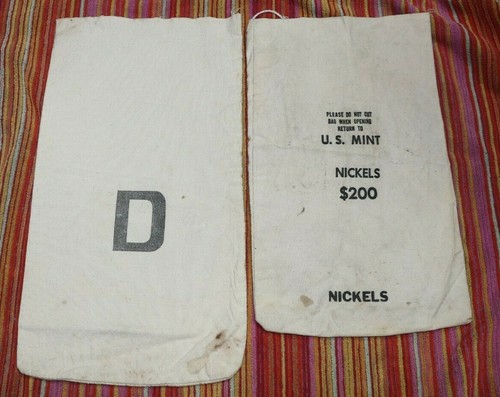 D
PLEASE DO NOT CUT
BAG WHEN OPENING
RETURN TO
U. S. MINT
NICKELS
$200
NICKELS